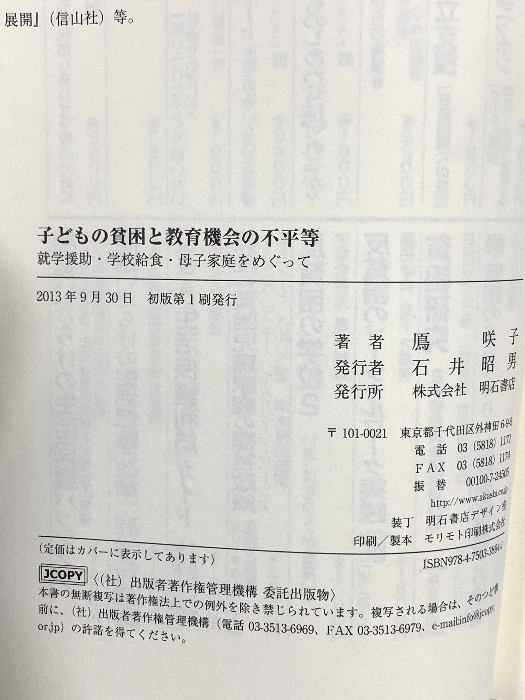 展開』（信山社）等。
子どもの貧困と教育機会の不平等
就学援助・学校給食・母子家庭をめぐって
2013年9月30日　初版第1刷発行
著者　鳫　咲子
発行者　石井昭男
発行所　株式会社　明石書店
〒101-0021　東京都千代田区外神田6-9-5
電話　03（5818）1171
FAX　03（5818）1174
振替　00100-7-24505
http://www.akashi.co.jp
装丁　明石書店デザイン室
印刷／製本　モリモト印刷株式会社
（定価はカバーに表示してあります）
ISBN978-4-7503-3894-1
JCOPY〈（社）出版者著作権管理機構　委託出版物〉
本書の無断複写は著作権法上での例外を除き禁じられています。複写される場合は、そのつど事
前に、（社）出版者著作権管理機構（電話 03-3513-6969、FAX 03-3513-6979、e-mail:info@jcopy.
or.jp）の許諾を得てください。